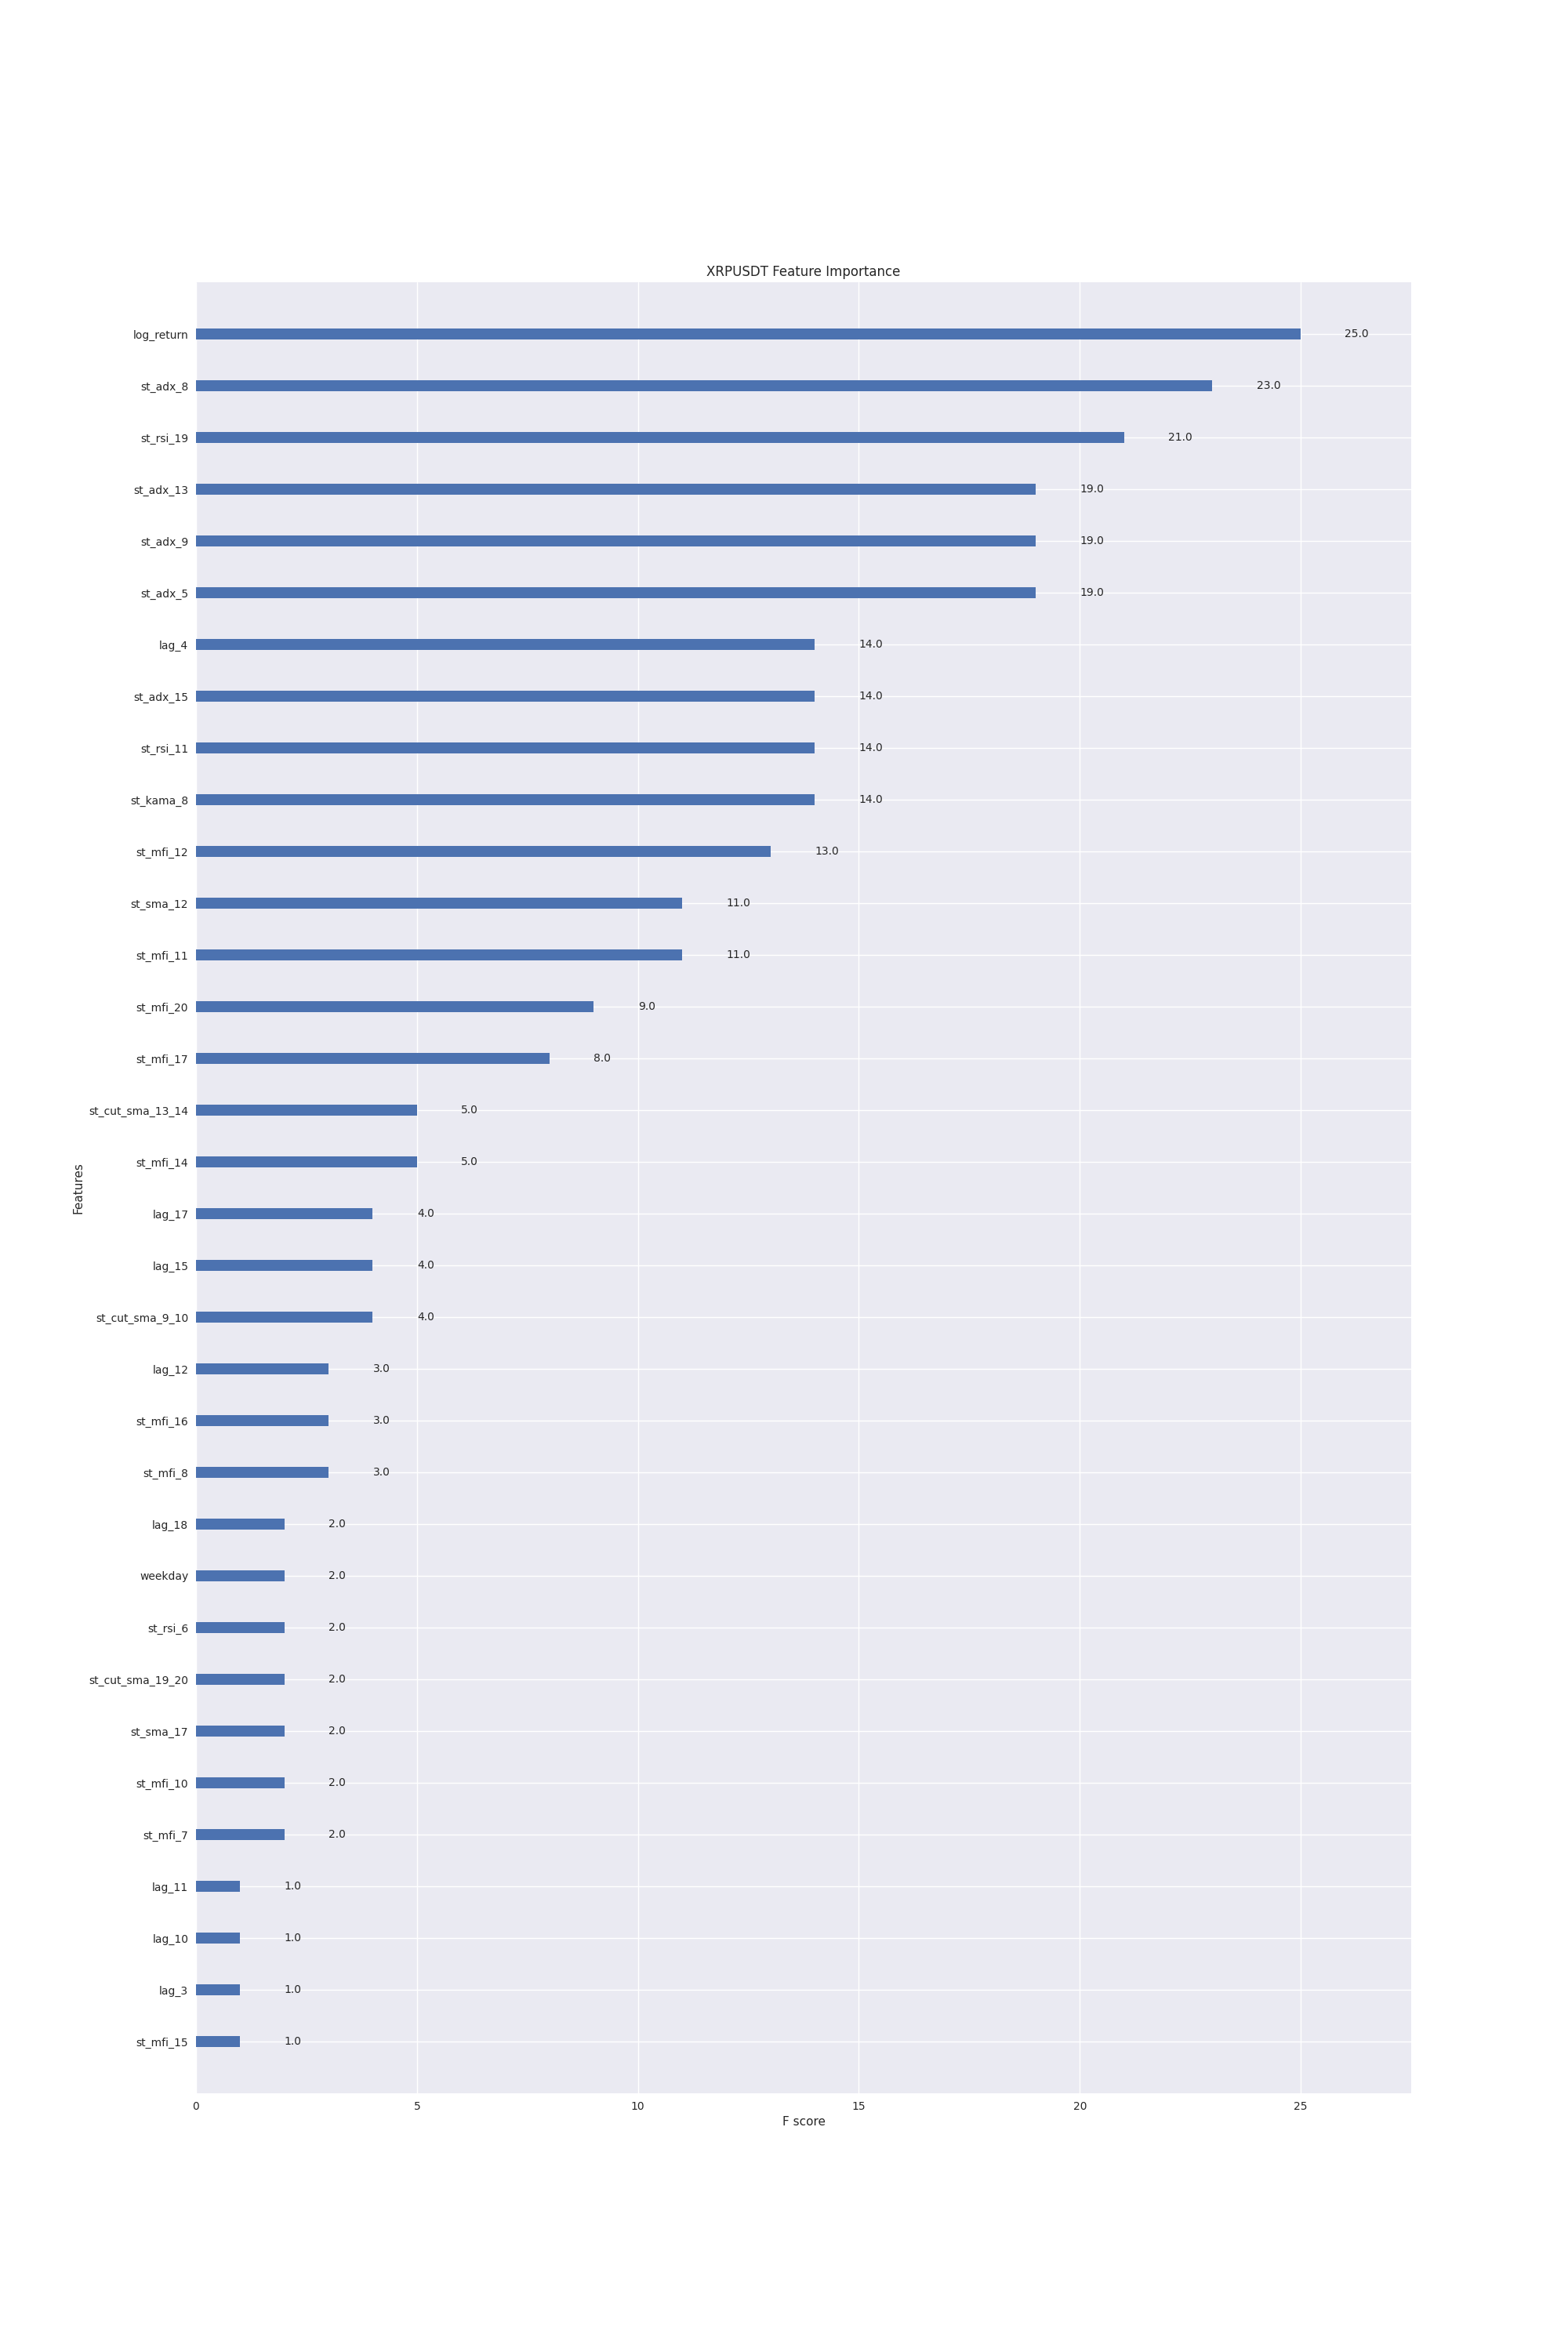 XRPUSDT Feature Importance
log_return 25.0
st_adx_8 23.0
st_rsi_19 21.0
st_adx_13 19.0
st_adx_9 19.0
st_adx_5 19.0
lag_4 14.0
st_adx_15 14.0
st_rsi_11 14.0
st_kama_8 14.0
st_mfi_12 13.0
st_sma_12 11.0
st_mfi_11 11.0
st_mfi_20 9.0
st_mfi_17 8.0
st_cut_sma_13_14 5.0
st_mfi_14 5.0
Features
lag_17 4.0
lag_15 4.0
st_cut_sma_9_10 4.0
lag_12 3.0
st_mfi_16 3.0
st_mfi_8 3.0
lag_18 2.0
weekday 2.0
st_rsi_6 2.0
st_cut_sma_19_20 2.0
st_sma_17 2.0
st_mfi_10 2.0
st_mfi_7 2.0
lag_11 1.0
lag_10 1.0
lag_3 1.0
st_mfi_15 1.0
0 5 10 15 20 25
F score